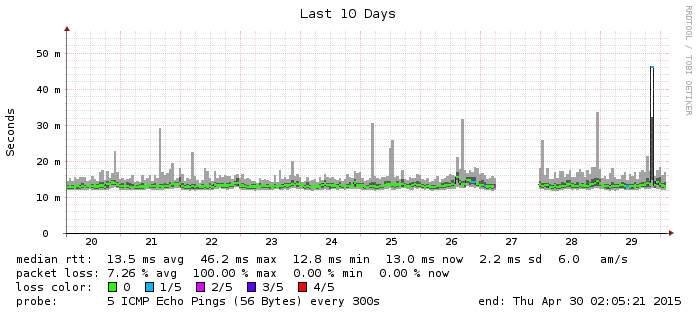 Last 10 Days
RRDTOOL / TOBI OETIKER
Seconds
50 m
40 m
30 m
20 m
10 m
0
20 21 22 23 24 25 26 27 28 29
median rtt: 13.5 ms avg 46.2 ms max 12.8 ms min 13.0 ms now 2.2 ms sd 6.0 am/s
packet loss: 7.26 % avg 100.00 % max 0.00 % min 0.00 % now
loss color: 0 1/5 2/5 3/5 4/5
probe: 5 ICMP Echo Pings (56 Bytes) every 300s end: Thu Apr 30 02:05:21 2015